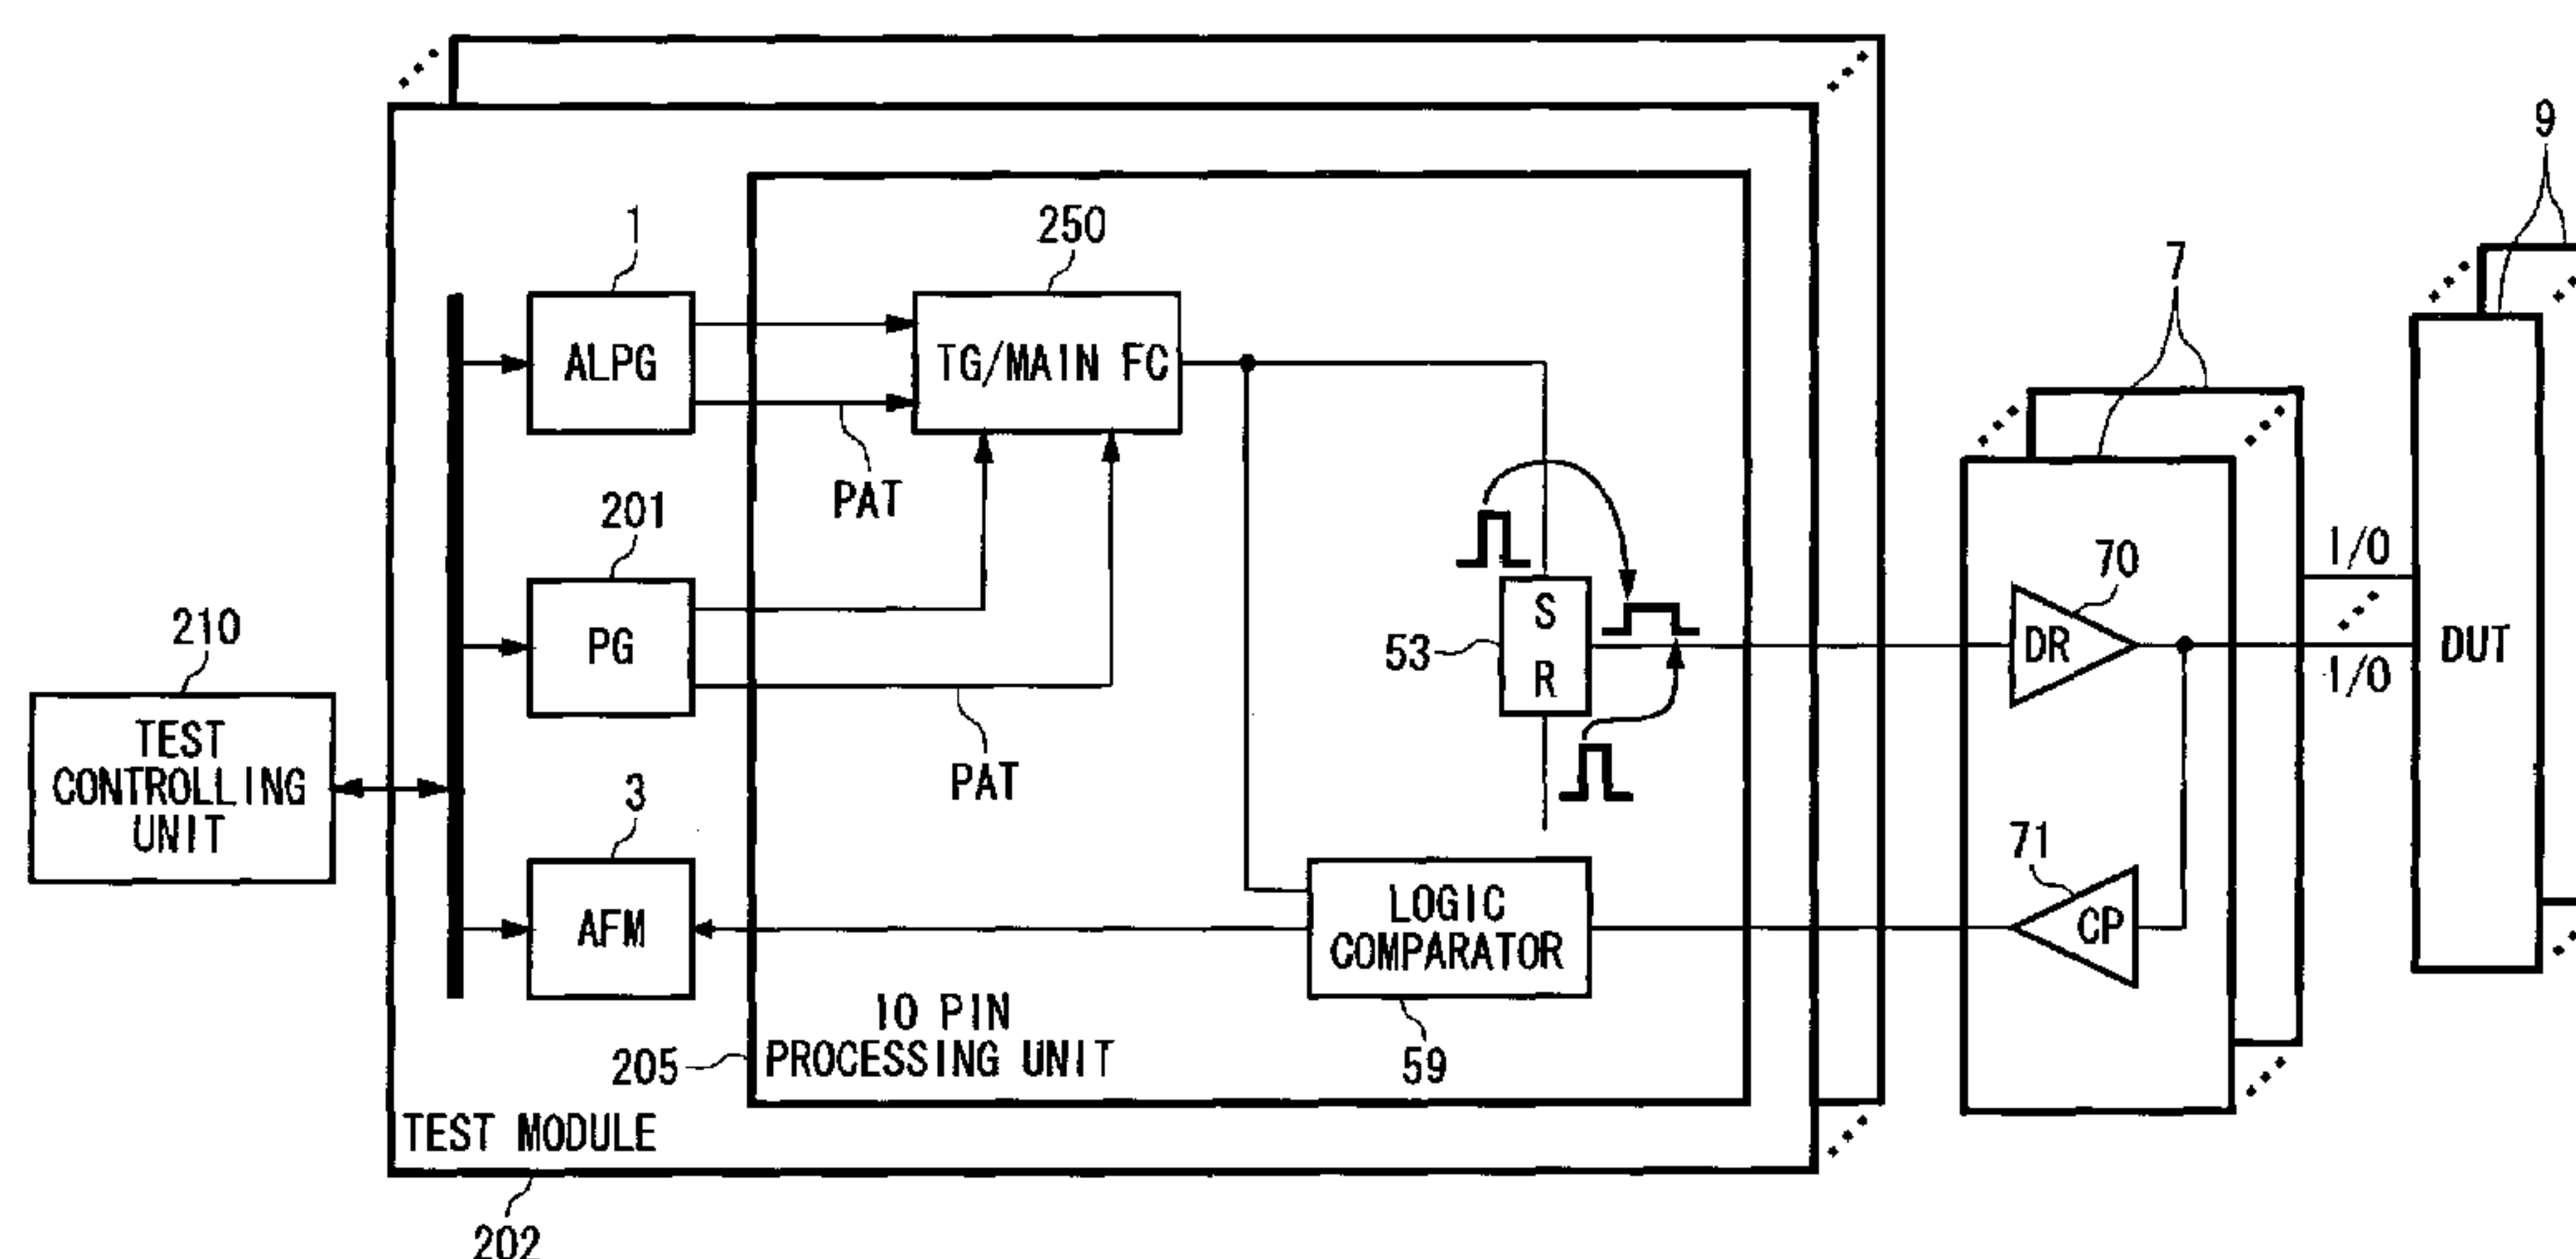 9
1
250
7
ALPG
TG/MAIN FC
PAT
201
I/O
70
210
PG
53
S
R
DR
I/O
DUT
TEST
CONTROLLING
UNIT
PAT
3
71
AFM
LOGIC
COMPARATOR
CP
IO PIN
PROCESSING UNIT
205
59
TEST MODULE
202